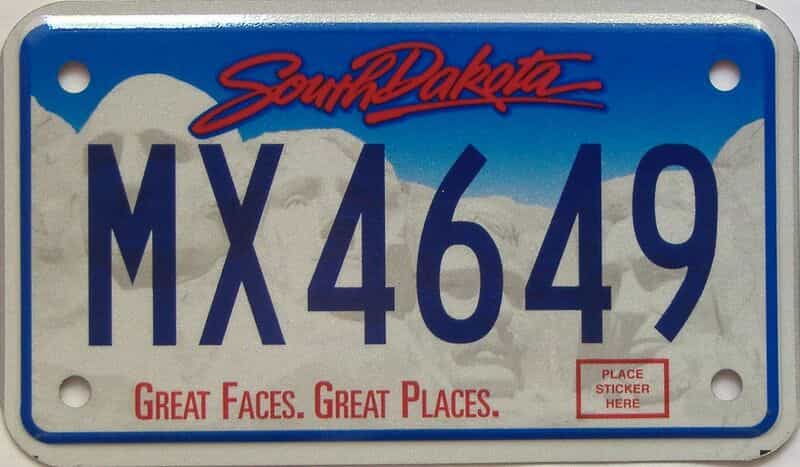 South Dakota
MX4649
GREAT FACES. GREAT PLACES.
PLACE
STICKER
HERE